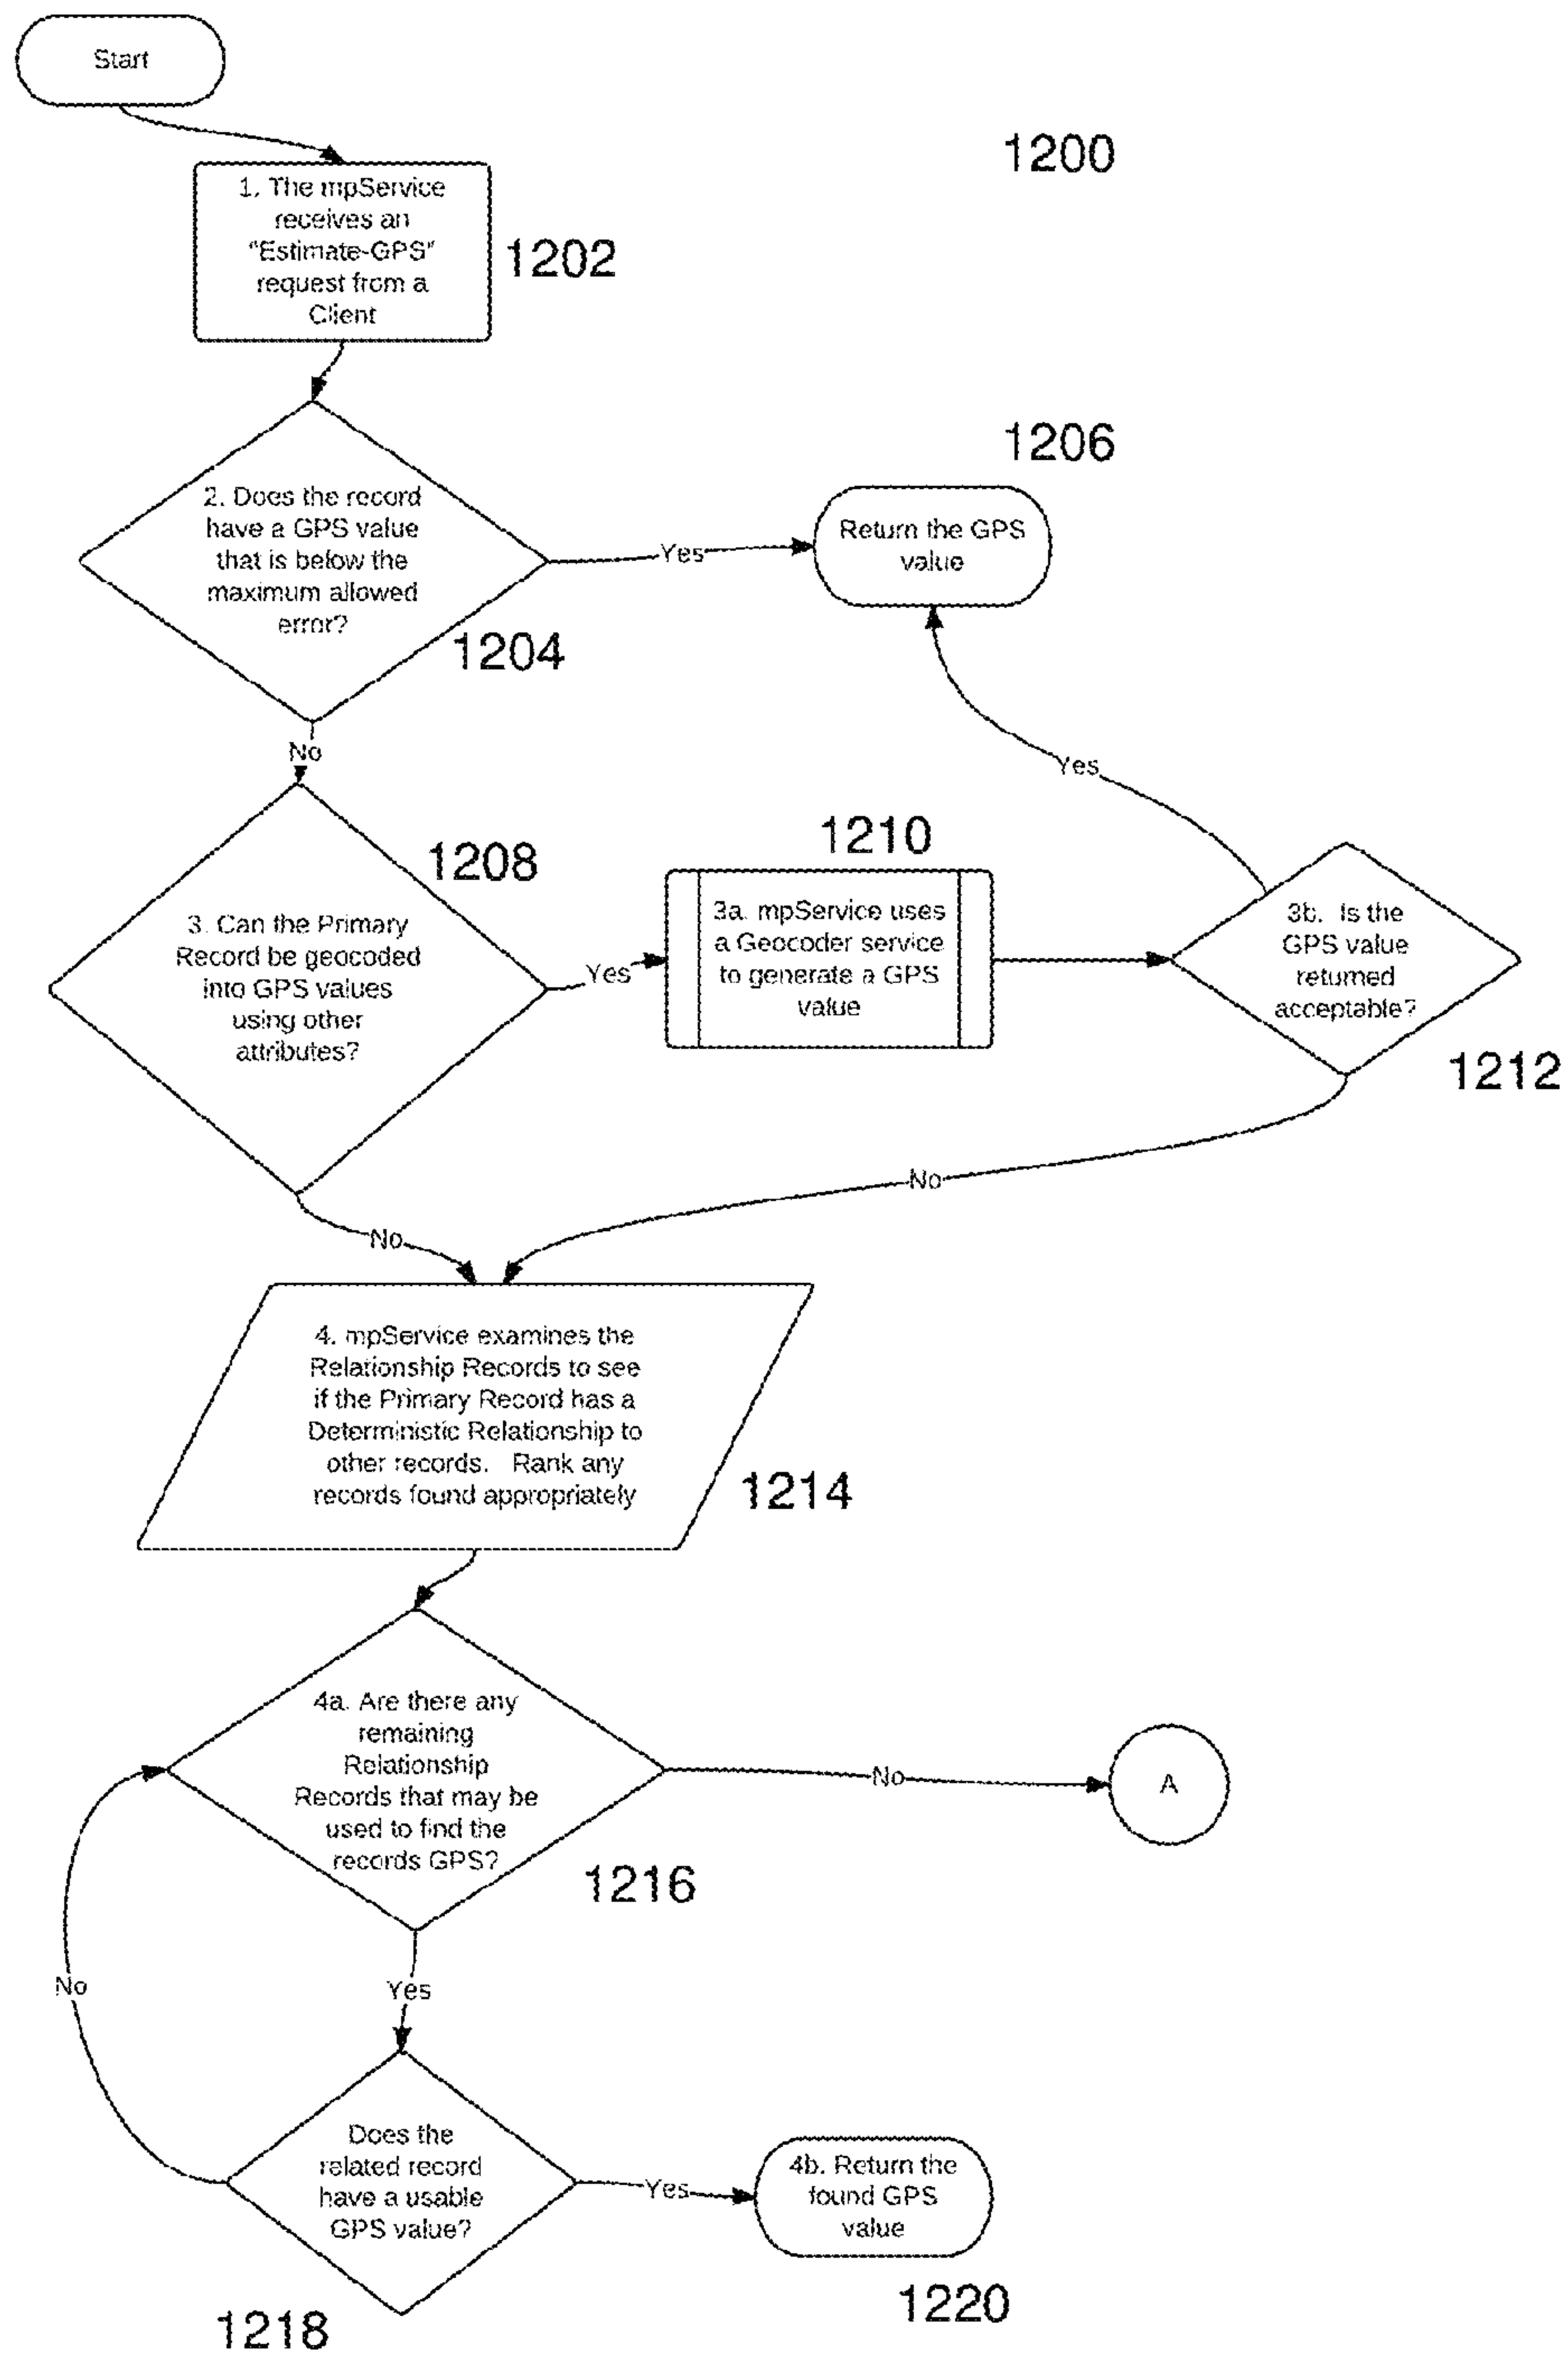 Start
1200
1. The mpService
receives an
"Estimate-GPS"
request from a
Client
1202
2. Does the record
have a GPS value
that is below the
maximum allowed
error?
1204
Yes
1206
Return the GPS
value
No
Yes
3. Can the Primary
Record be geocoded
into GPS values
using other
attributes?
1208
Yes
1210
3a. mpService uses
a Geocoder service
to generate a GPS
value
3b. Is the
GPS value
returned
acceptable?
1212
No
No
4. mpService examines the
Relationship Records to see
if the Primary Record has a
Deterministic Relationship to
other records. Rank any
records found appropriately
1214
4a. Are there any
remaining
Relationship
Records that may be
used to find the
records GPS?
1216
No
A
No
Yes
Does the
related record
have a usable
GPS value?
1218
Yes
4b. Return the
found GPS
value
1220